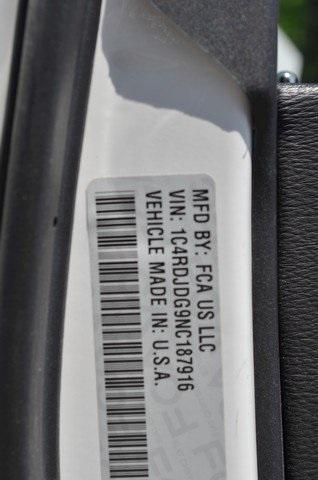 MFD BY: FCA US LLC
VIN: 1C4RDJDG9NC187916
VEHICLE MADE IN: U.S.A.